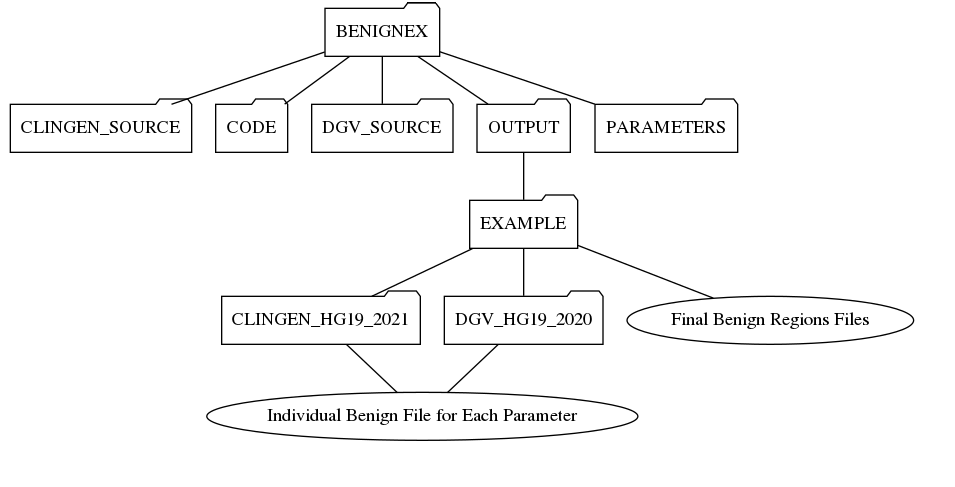 BENIGNEX
CLINGEN_SOURCE
CODE
DGV_SOURCE
OUTPUT
PARAMETERS
EXAMPLE
CLINGEN_HG19_2021
DGV_HG19_2020
Final Benign Regions Files
Individual Benign File for Each Parameter